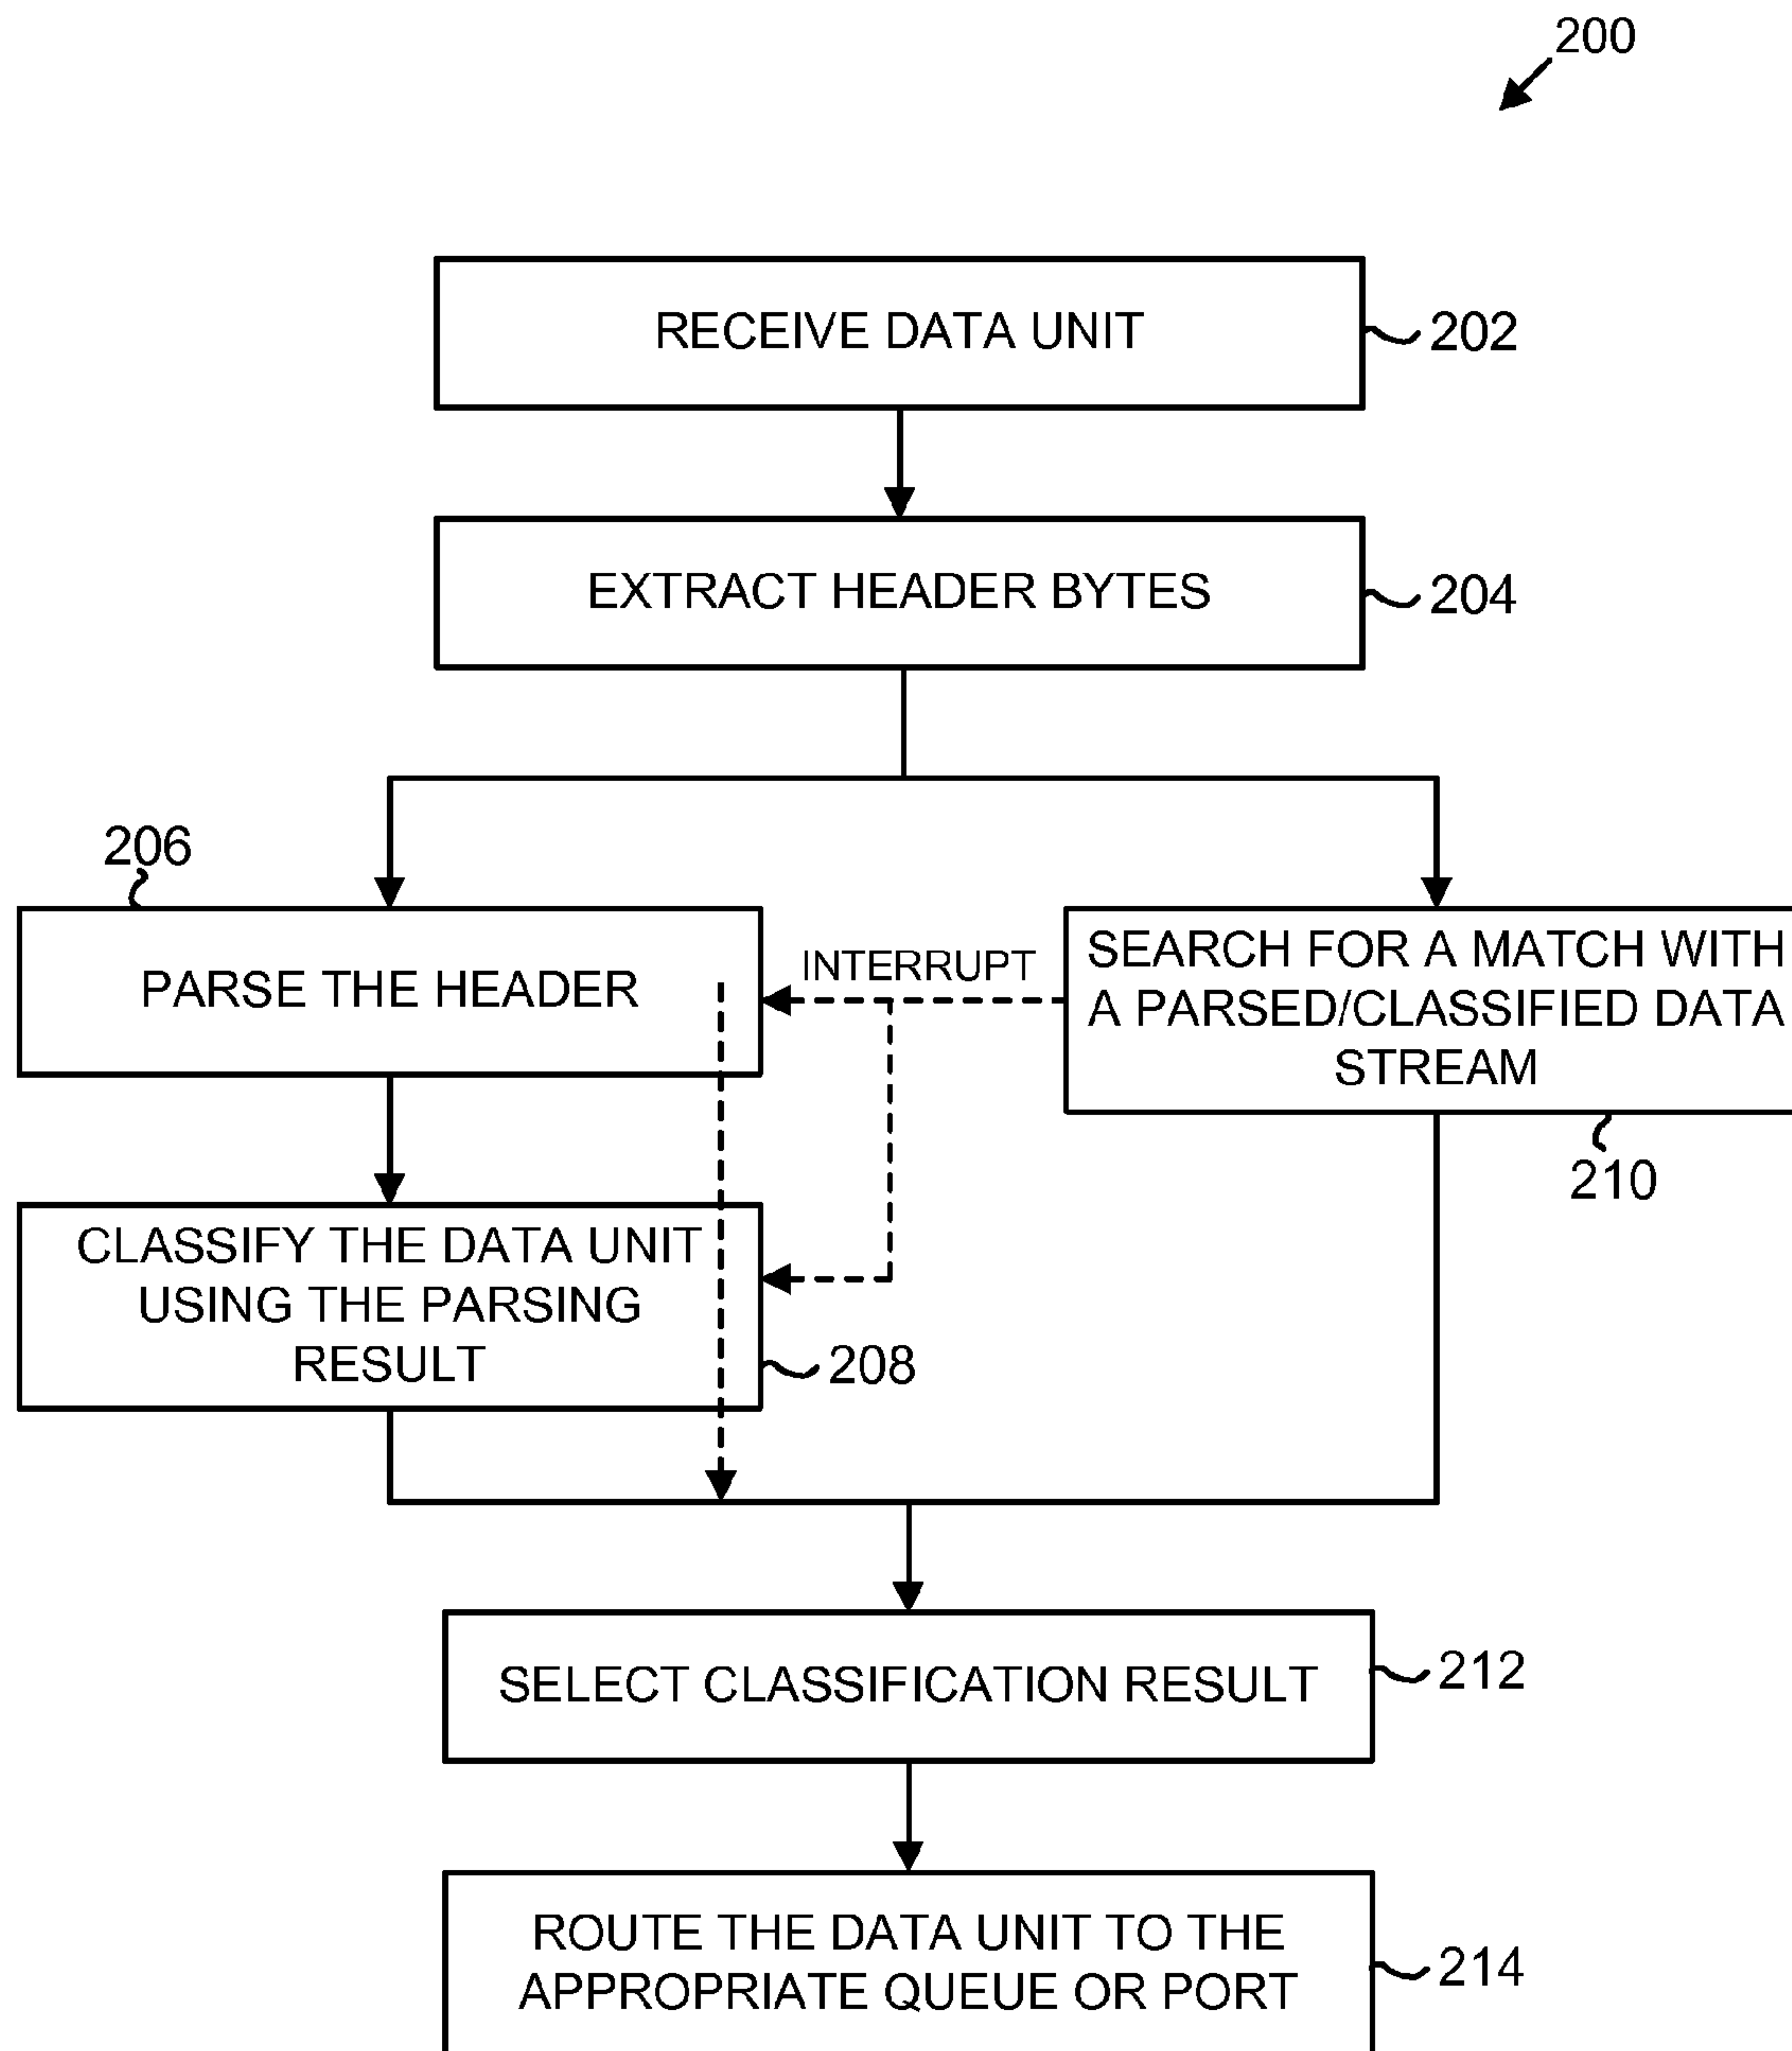 200
RECEIVE DATA UNIT
202
EXTRACT HEADER BYTES
204
206
PARSE THE HEADER
INTERRUPT
SEARCH FOR A MATCH WITH
A PARSED/CLASSIFIED DATA
STREAM
210
CLASSIFY THE DATA UNIT
USING THE PARSING
RESULT
208
SELECT CLASSIFICATION RESULT
212
ROUTE THE DATA UNIT TO THE
APPROPRIATE QUEUE OR PORT
214